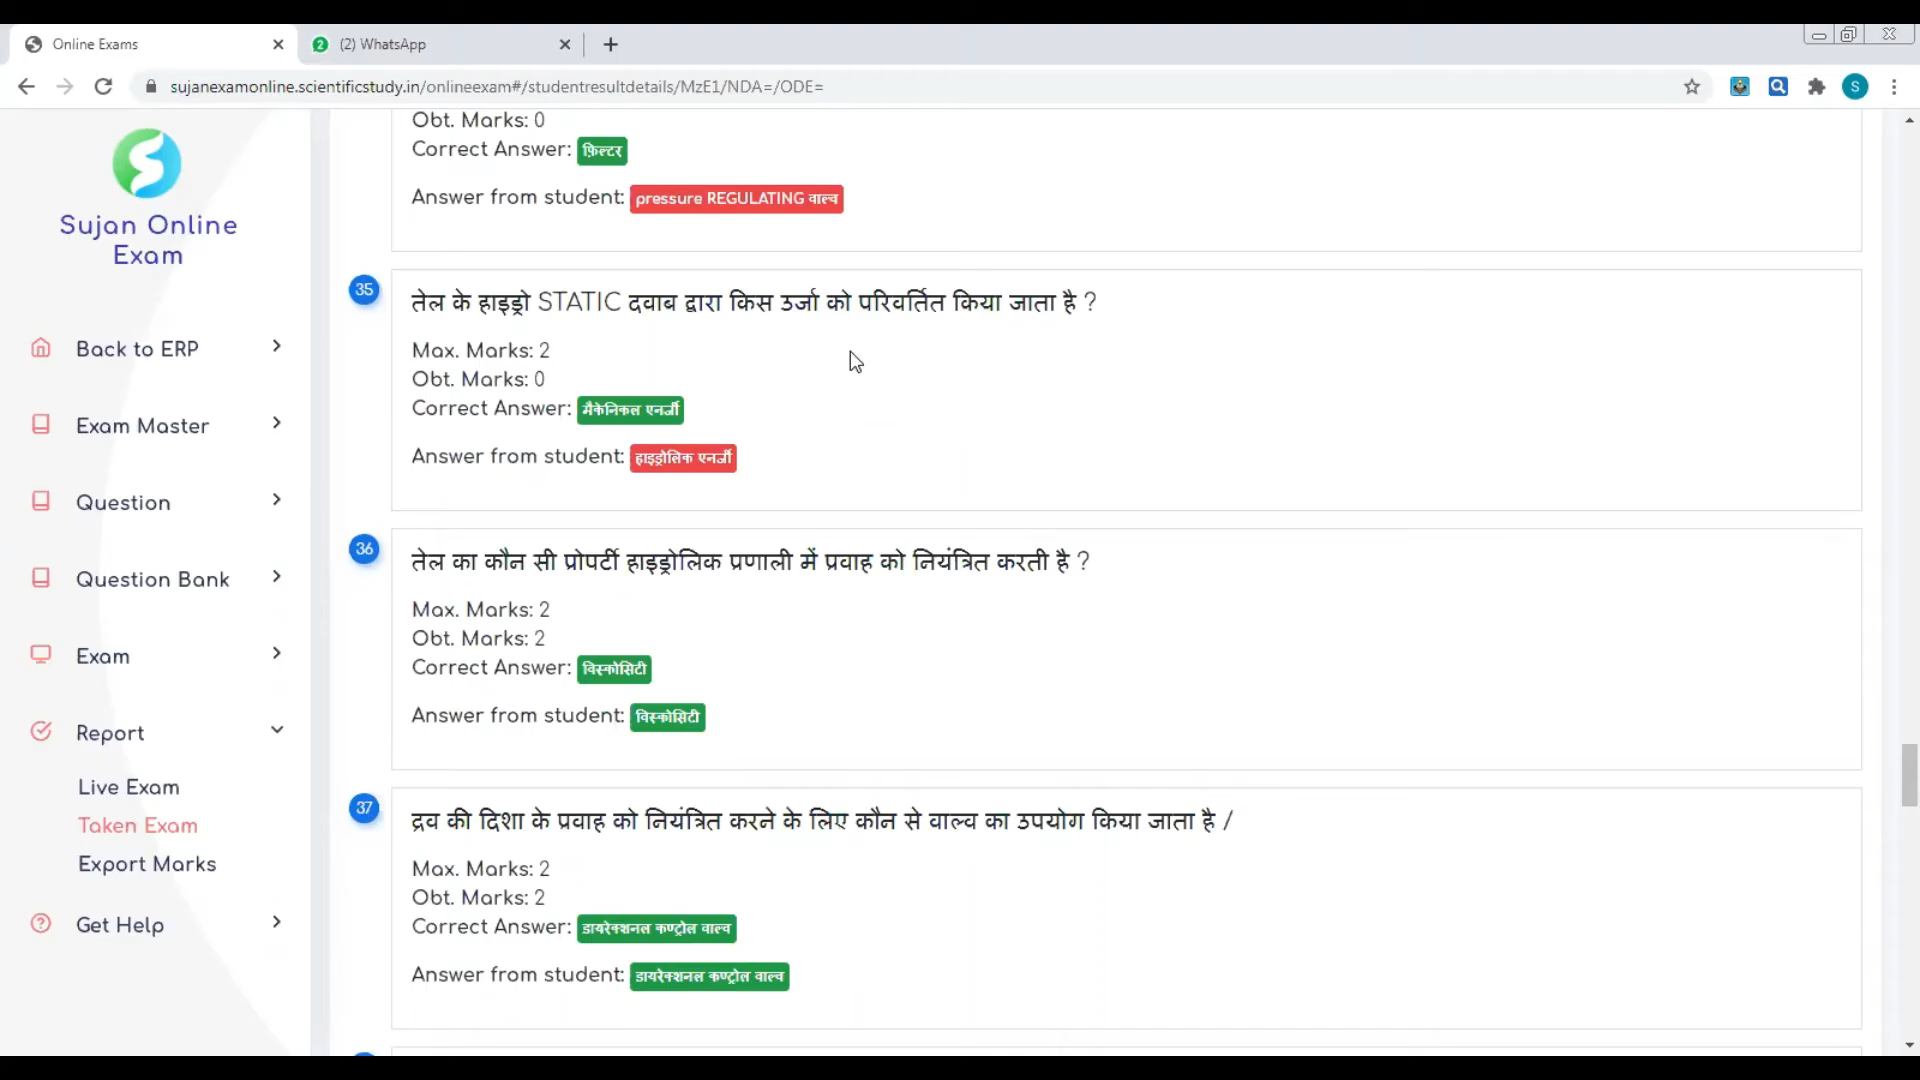 Online Exams
2
(2) WhatsApp
sujanexamonline.scientificstudy.in/onlineexam#/studentresultdetails/MzE1/NDA=/ODE=
S
Sujan Online
Exam
Back to ERP
Exam Master
Question
Question Bank
Exam
Report
Live Exam
Taken Exam
Export Marks
Get Help
Obt. Marks: 0
Correct Answer: फ़िल्टर
Answer from student: pressure REGULATING वाल्व
35
तेल के हाइड्रो STATIC दवाब द्वारा किस उर्जा को परिवर्तित किया जाता है ?
Max. Marks: 2
Obt. Marks: 0
Correct Answer: मैकेनिकल एनर्जी
Answer from student: हाइड्रोलिक एनर्जी
36
तेल का कौन सी प्रोपर्टी हाइड्रोलिक प्रणाली में प्रवाह को नियंत्रित करती है ?
Max. Marks: 2
Obt. Marks: 2
Correct Answer: विस्कोसिटी
Answer from student: विस्कोसिटी
37
द्रव की दिशा के प्रवाह को नियंत्रित करने के लिए कौन से वाल्व का उपयोग किया जाता है /
Max. Marks: 2
Obt. Marks: 2
Correct Answer: डायरेक्शनल कण्ट्रोल वाल्व
Answer from student: डायरेक्शनल कण्ट्रोल वाल्व